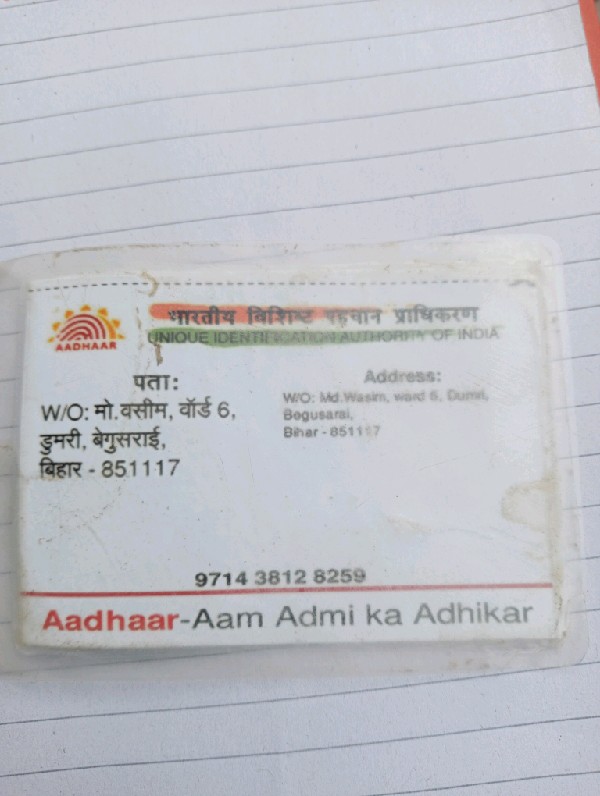 भारतीय विशिष्ट पहचान प्राधिकरण
UNIQUE IDENTIFICATION AUTHORITY OF INDIA
AADHAAR
पता:
W/O: मो.वसीम, वॉर्ड 6,
डुमरी, बेगुसराई,
बिहार - 851117
Address:
W/O: Md.Wasim, ward 6, Dumri,
Begusarai,
Bihar - 851117
9714 3812 8259
Aadhaar-Aam Admi ka Adhikar